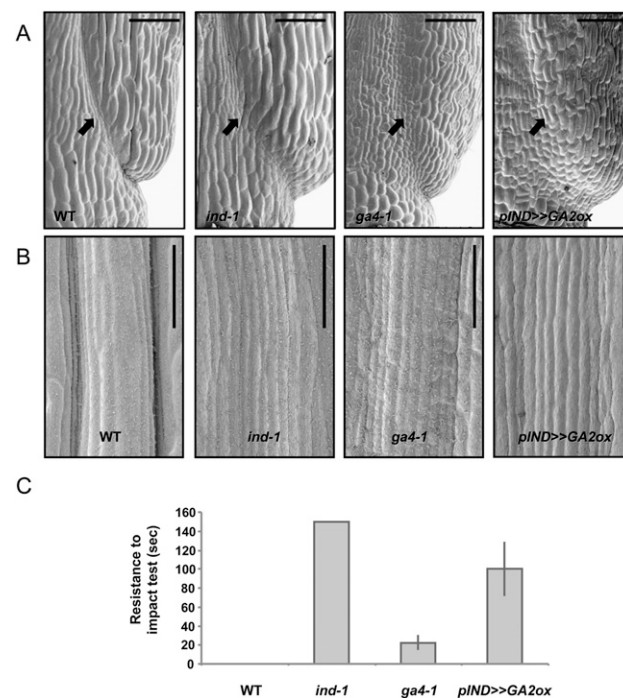 A
WT
ind-1
ga4-1
pIND>>GA2ox
B
WT
ind-1
ga4-1
pIND>>GA2ox
C
Resistance to
impact test (sec)
160
140
120
100
80
60
40
20
0
WT
ind-1
ga4-1
pIND>>GA2ox